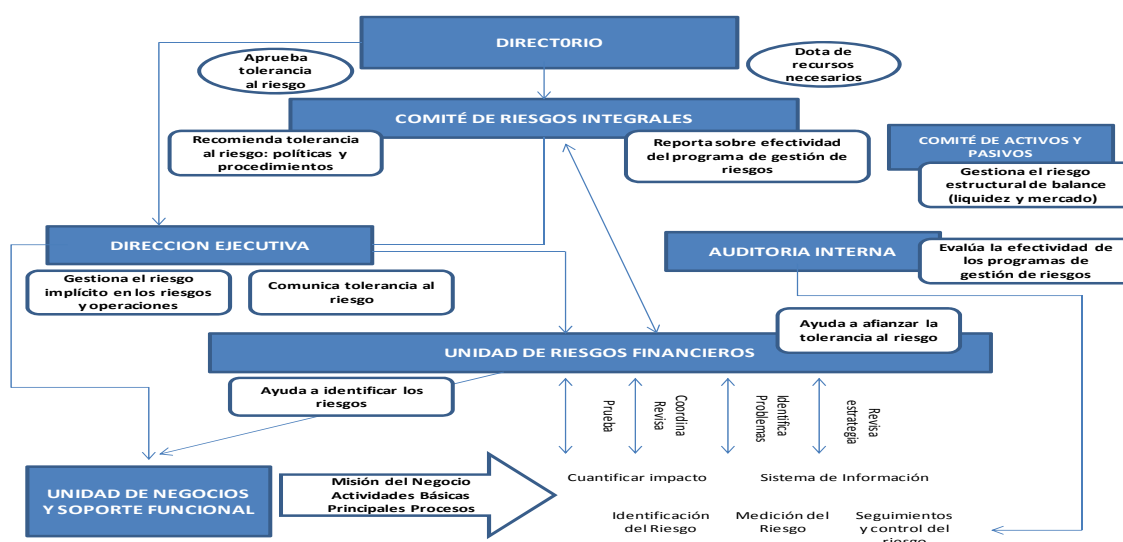 DIRECTORIO
Aprueba
tolerancia
al riesgo
Dota de
recursos
necesarios
COMITÉ DE RIESGOS INTEGRALES
Recomienda tolerancia
al riesgo: políticas y
procedimientos
Reporta sobre efectividad
del programa de gestión de
riesgos
COMITÉ DE ACTIVOS Y
PASIVOS
Gestiona el riesgo
estructural de balance
(liquidez y mercado)
DIRECCION EJECUTIVA
Gestiona el riesgo
implícito en los riesgos
y operaciones
Comunica tolerancia al
riesgo
AUDITORIA INTERNA
Evalúa la efectividad de
los programas de
gestión de riesgos
Ayuda a afianzar la
tolerancia al riesgo
UNIDAD DE RIESGOS FINANCIEROS
Ayuda a identificar los
riesgos
Prueba
Coordina
Revisa
Identifica
Problemas
Revisa
estrategia
UNIDAD DE NEGOCIOS
Y SOPORTE FUNCIONAL
Misión del Negocio
Actividades Básicas
Principales Procesos
Cuantificar impacto
Sistema de Información
Identificación
del Riesgo
Medición del
Riesgo
Seguimientos
y control del
riesgo